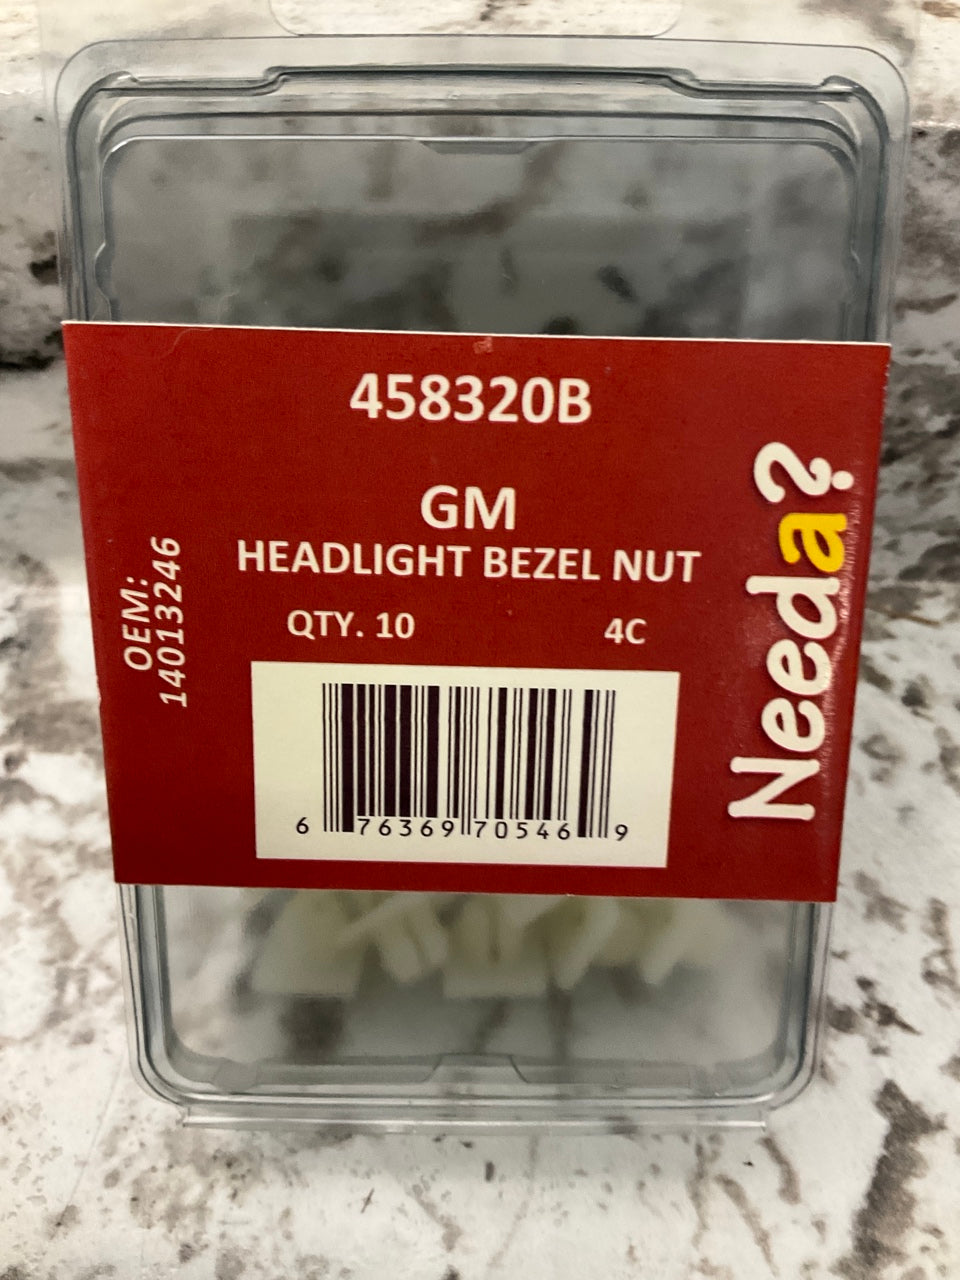 458320B
GM
HEADLIGHT BEZEL NUT
QTY. 10 4C
OEM:
14013246
Needa?
6 76369 70546 9